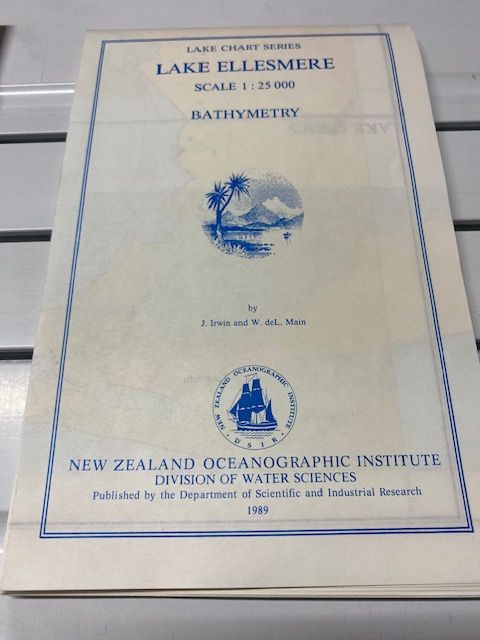 LAKE CHART SERIES
LAKE ELLESMERE
SCALE 1 : 25 000
BATHYMETRY
by
J. Irwin and W. deL. Main
NEW ZEALAND OCEANOGRAPHIC INSTITUTE
DSIR
NEW ZEALAND OCEANOGRAPHIC INSTITUTE
DIVISION OF WATER SCIENCES
Published by the Department of Scientific and Industrial Research
1989